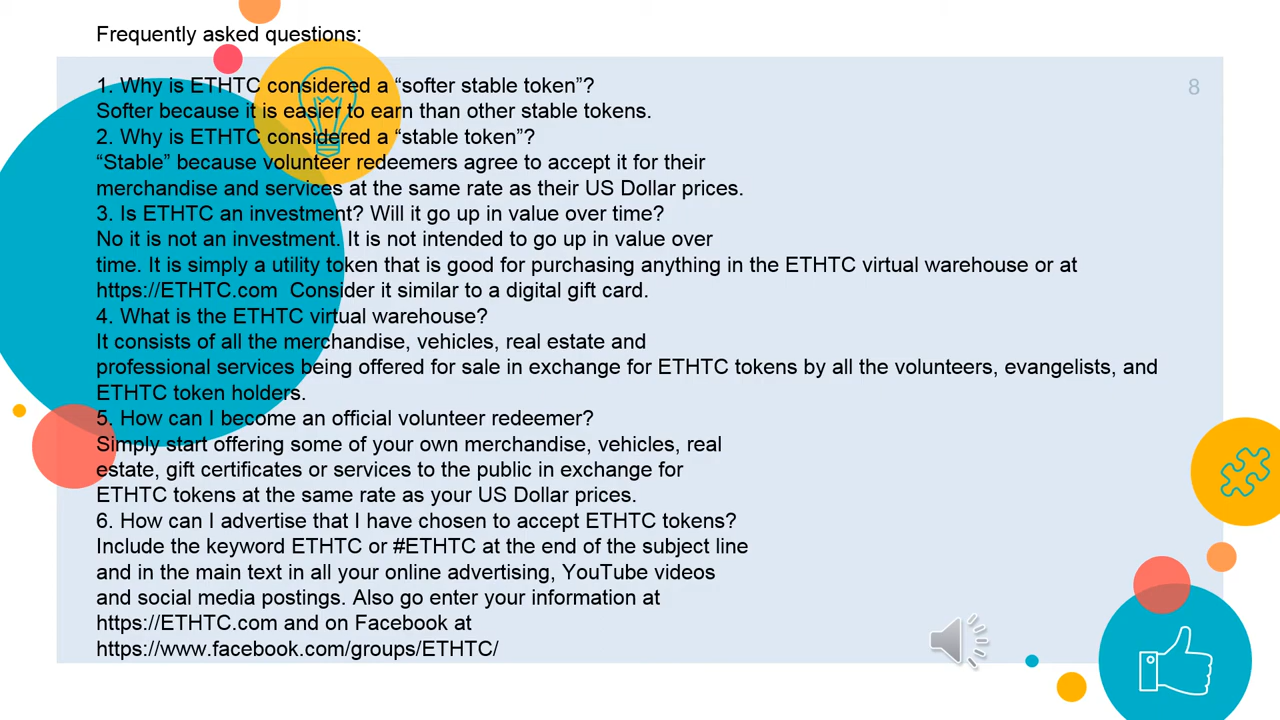 Frequently asked questions:
8
1. Why is ETHTC considered a “softer stable token”?
Softer because it is easier to earn than other stable tokens.
2. Why is ETHTC considered a “stable token”?
“Stable” because volunteer redeemers agree to accept it for their
merchandise and services at the same rate as their US Dollar prices.
3. Is ETHTC an investment? Will it go up in value over time?
No it is not an investment. It is not intended to go up in value over
time. It is simply a utility token that is good for purchasing anything in the ETHTC virtual warehouse or at
https://ETHTC.com  Consider it similar to a digital gift card.
4. What is the ETHTC virtual warehouse?
It consists of all the merchandise, vehicles, real estate and
professional services being offered for sale in exchange for ETHTC tokens by all the volunteers, evangelists, and
ETHTC token holders.
5. How can I become an official volunteer redeemer?
Simply start offering some of your own merchandise, vehicles, real
estate, gift certificates or services to the public in exchange for
ETHTC tokens at the same rate as your US Dollar prices.
6. How can I advertise that I have chosen to accept ETHTC tokens?
Include the keyword ETHTC or #ETHTC at the end of the subject line
and in the main text in all your online advertising, YouTube videos
and social media postings. Also go enter your information at
https://ETHTC.com and on Facebook at
https://www.facebook.com/groups/ETHTC/